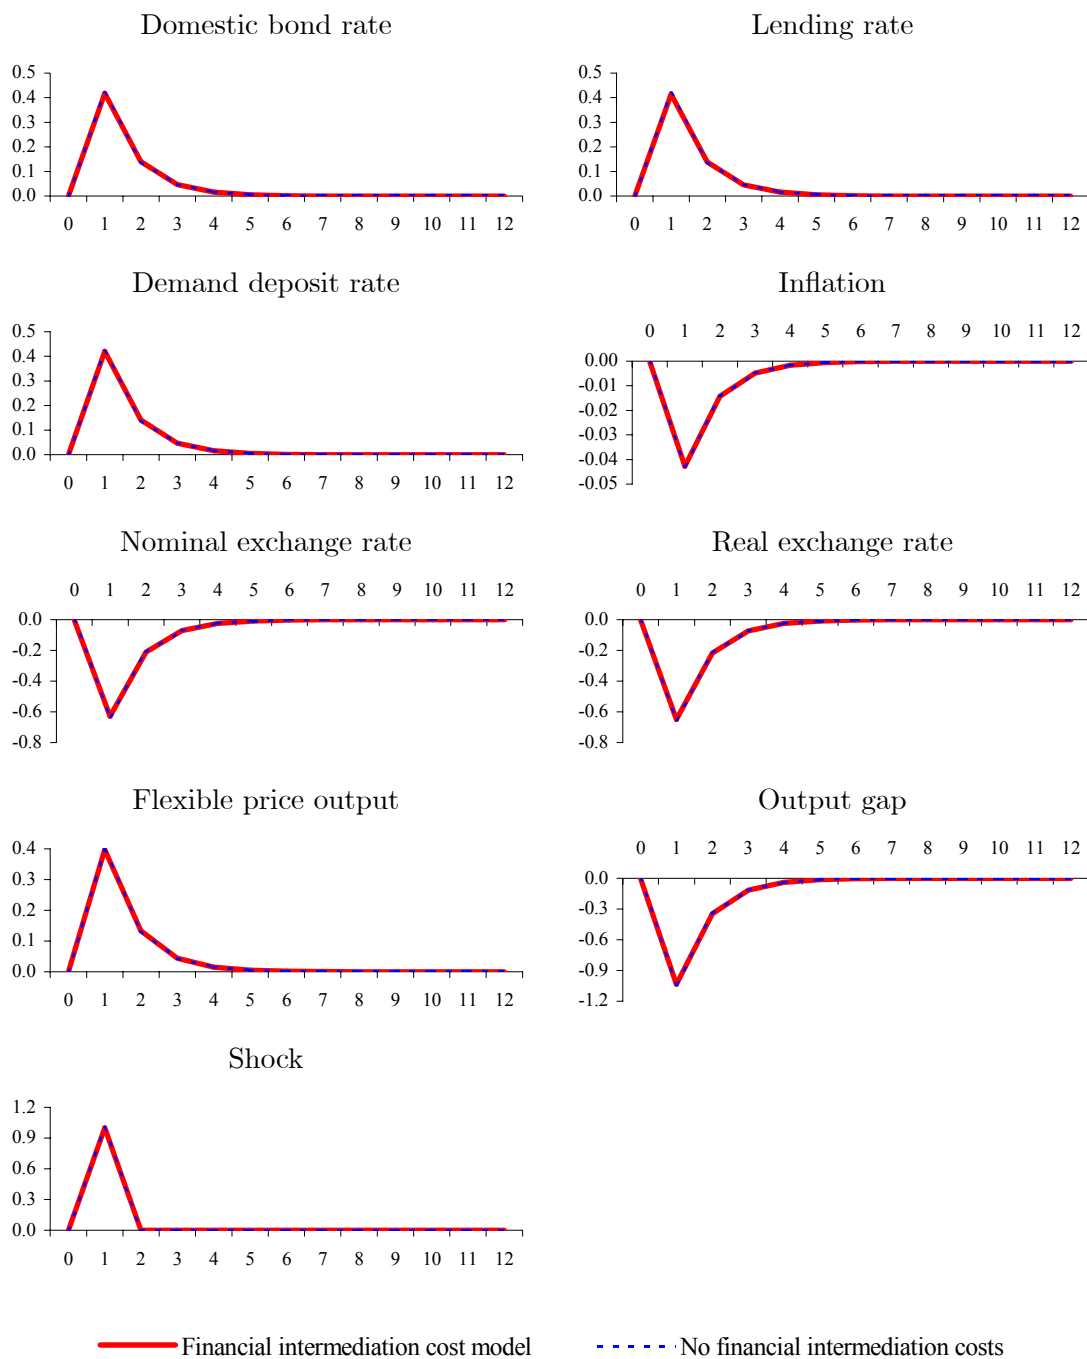 Domestic bond rate
0.5
0.4
0.3
0.2
0.1
0.0
0 1 2 3 4 5 6 7 8 9 10 11 12
Lending rate
0.5
0.4
0.3
0.2
0.1
0.0
0 1 2 3 4 5 6 7 8 9 10 11 12
Demand deposit rate
0.5
0.4
0.3
0.2
0.1
0.0
0 1 2 3 4 5 6 7 8 9 10 11 12
Inflation
0 1 2 3 4 5 6 7 8 9 10 11 12
0.00
-0.01
-0.02
-0.03
-0.04
-0.05
Nominal exchange rate
0 1 2 3 4 5 6 7 8 9 10 11 12
0.0
-0.2
-0.4
-0.6
-0.8
Real exchange rate
0 1 2 3 4 5 6 7 8 9 10 11 12
0.0
-0.2
-0.4
-0.6
-0.8
Flexible price output
0.4
0.3
0.2
0.1
0.0
0 1 2 3 4 5 6 7 8 9 10 11 12
Output gap
0 1 2 3 4 5 6 7 8 9 10 11 12
0.0
-0.3
-0.6
-0.9
-1.2
Shock
1.2
0.9
0.6
0.3
0.0
0 1 2 3 4 5 6 7 8 9 10 11 12
Financial intermediation cost model
No financial intermediation costs